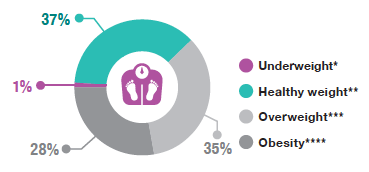 37%
1%
28%
35%
Underweight*
Healthy weight**
Overweight***
Obesity****